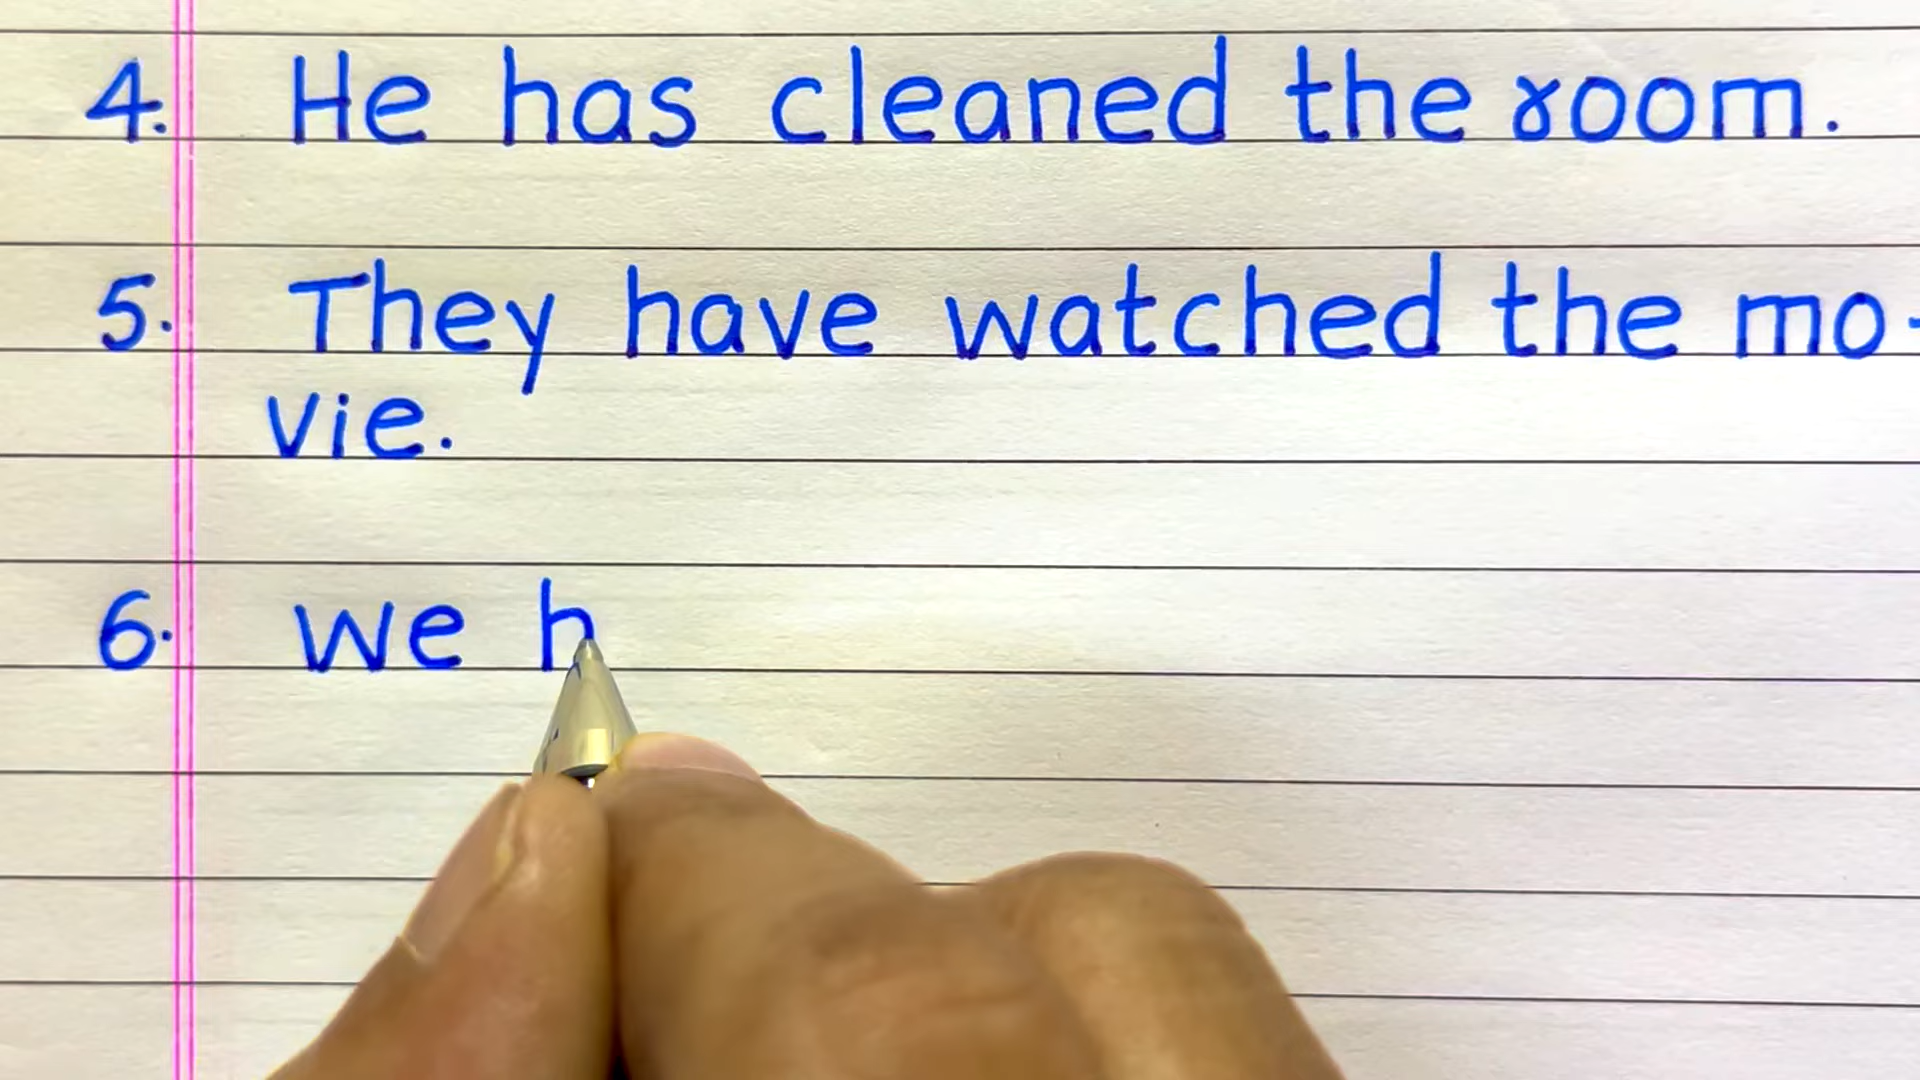 4. He has cleaned the room.
5. They have watched the mo-
vie.
6. we h